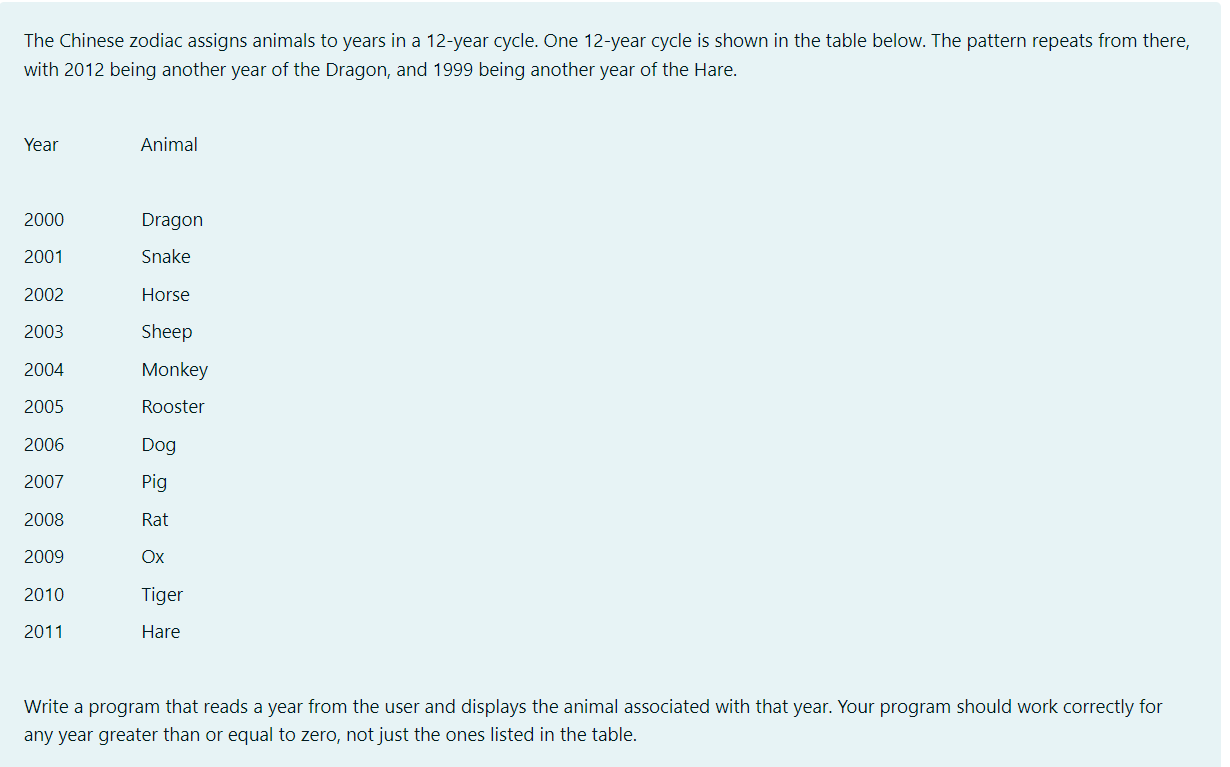 The Chinese zodiac assigns animals to years in a 12-year cycle. One 12-year cycle is shown in the table below. The pattern repeats from there,
with 2012 being another year of the Dragon, and 1999 being another year of the Hare.
Year Animal
2000 Dragon
2001 Snake
2002 Horse
2003 Sheep
2004 Monkey
2005 Rooster
2006 Dog
2007 Pig
2008 Rat
2009 Ox
2010 Tiger
2011 Hare
Write a program that reads a year from the user and displays the animal associated with that year. Your program should work correctly for
any year greater than or equal to zero, not just the ones listed in the table.